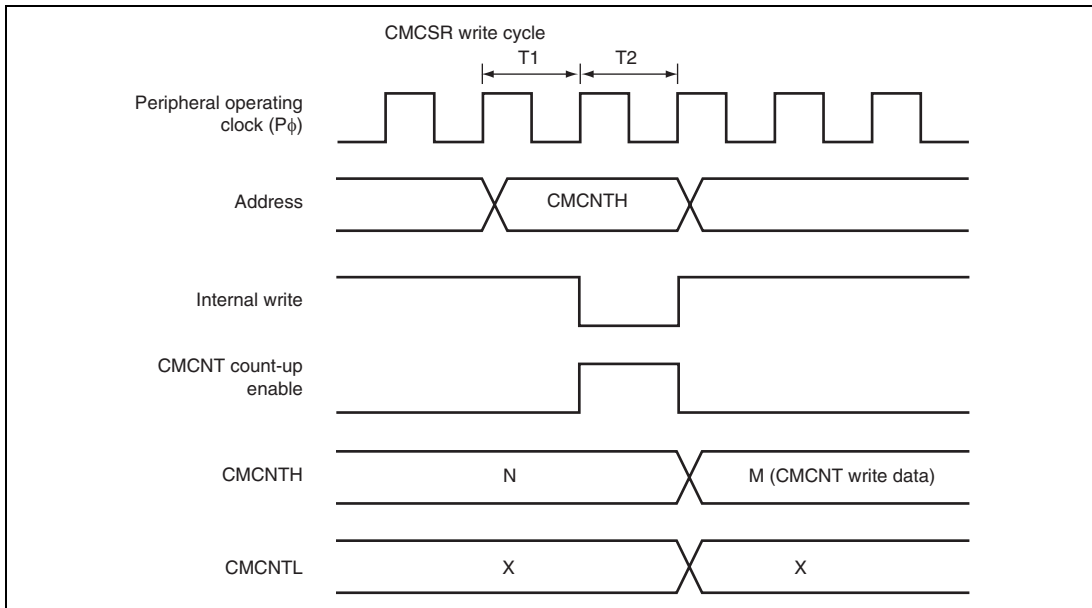 CMCSR write cycle
T1
T2
Peripheral operating
clock (Pϕ)
Address
CMCNTH
Internal write
CMCNT count-up
enable
CMCNTH
N
M (CMCNT write data)
CMCNTL
X
X